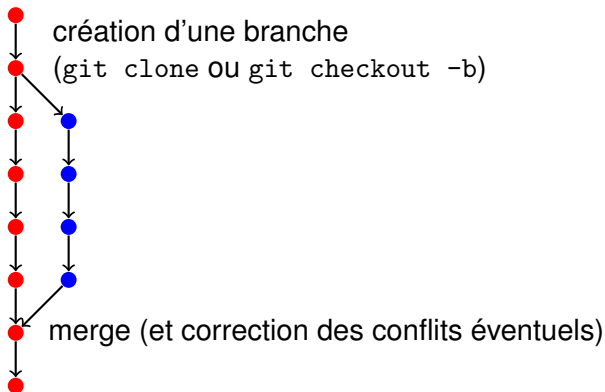 création d'une branche
(git clone ou git checkout -b)
merge (et correction des conflits éventuels)